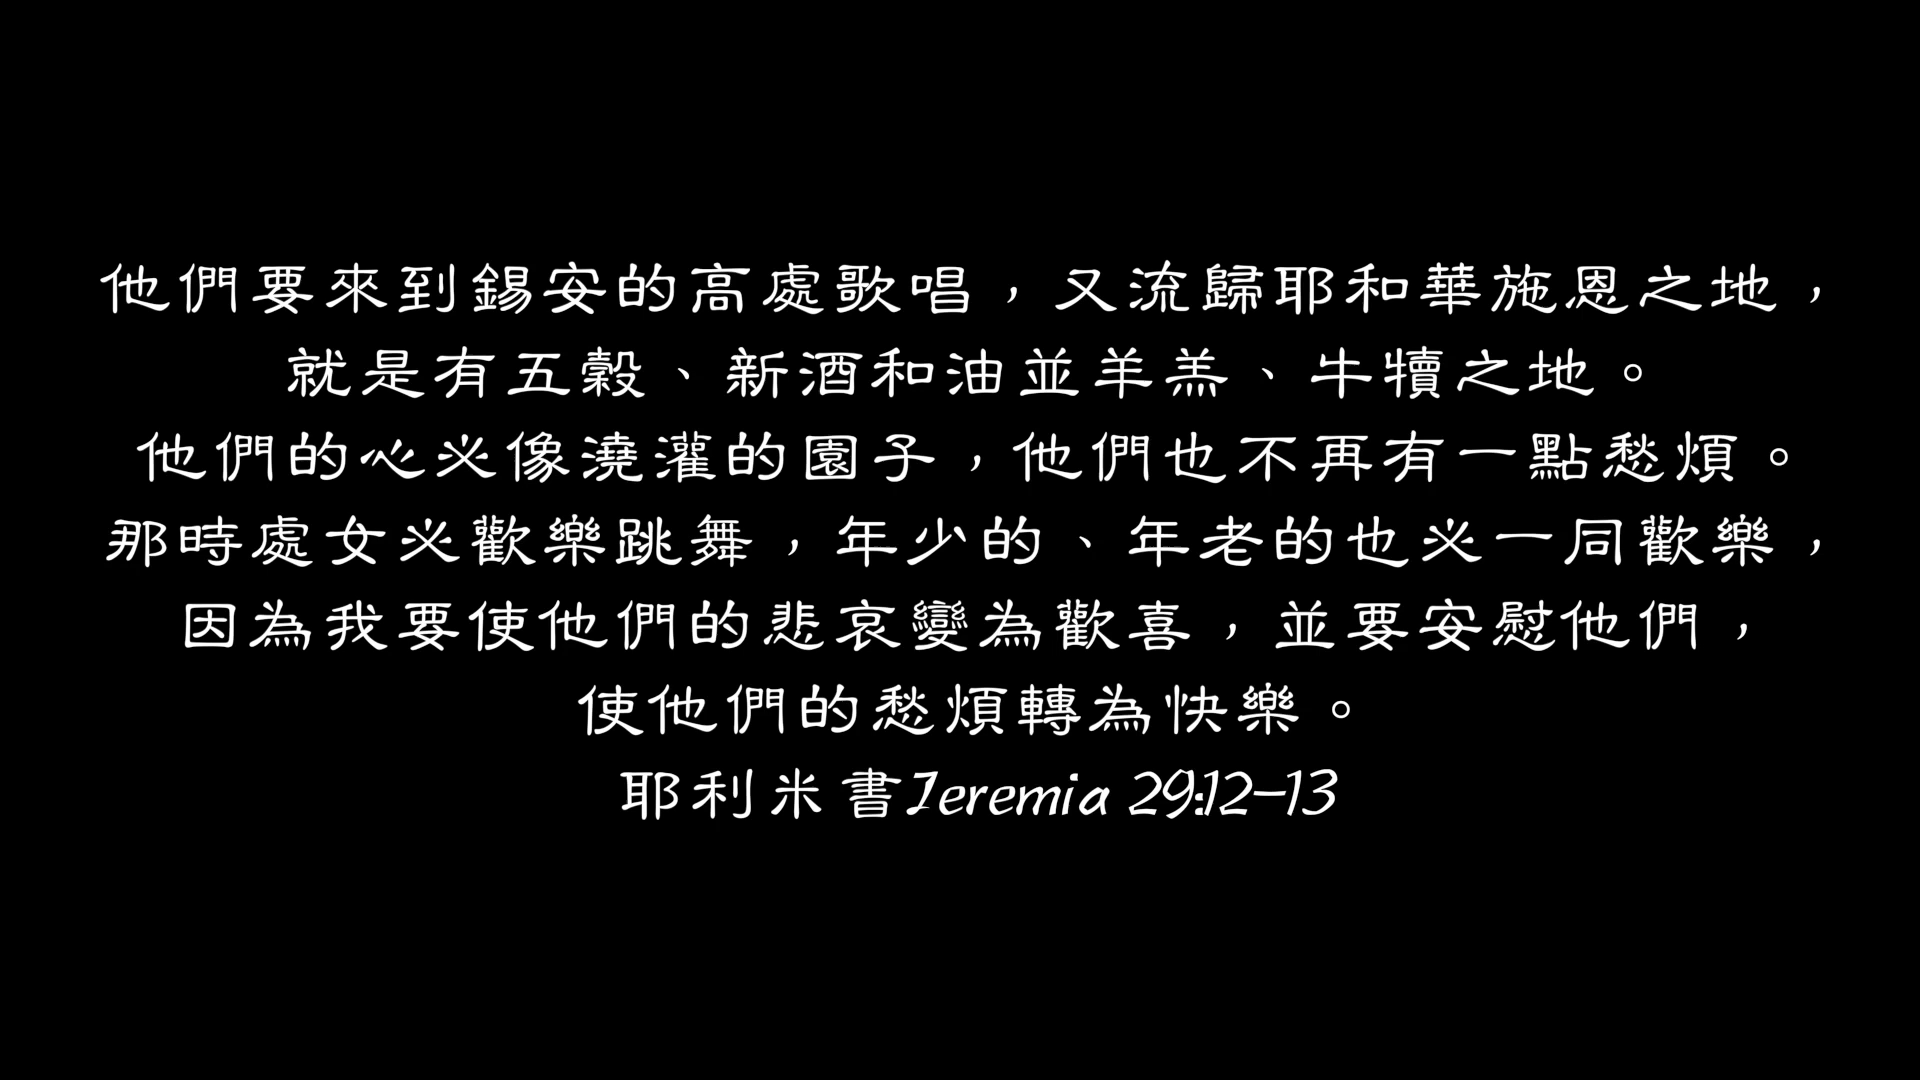 他們要來到錫安的高處歌唱，又流歸耶和華施恩之地，
就是有五穀、新酒和油並羊羔、牛犢之地。
他們的心必像澆灌的園子，他們也不再有一點愁煩。
那時處女必歡樂跳舞，年少的、年老的也必一同歡樂，
因為我要使他們的悲哀變為歡喜，並要安慰他們，
使他們的愁煩轉為快樂。
耶利米書Jeremia 29:12-13